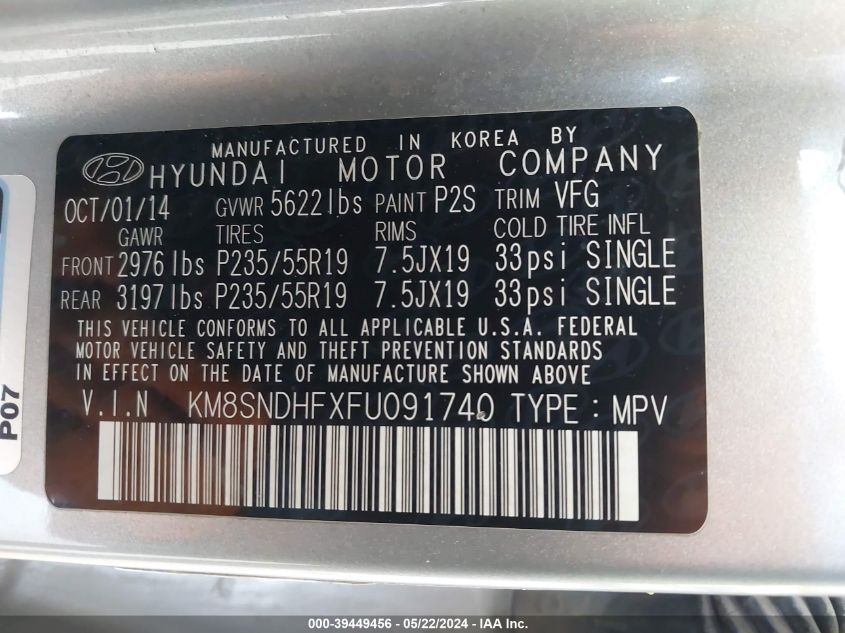 MANUFACTURED IN KOREA BY
HYUNDAI MOTOR COMPANY
OCT/01/14 GVWR 5622lbs PAINT P2S TRIM VFG
GAWR TIRES RIMS COLD TIRE INFL
FRONT 2976lbs P235/55R19 7.5JX19 33psi SINGLE
REAR 3197lbs P235/55R19 7.5JX19 33psi SINGLE
THIS VEHICLE CONFORMS TO ALL APPLICABLE U.S.A. FEDERAL
MOTOR VEHICLE SAFETY AND THEFT PREVENTION STANDARDS
IN EFFECT ON THE DATE OF MANUFACTURE SHOWN ABOVE
V.I.N KM8SNDHFXFU091740 TYPE : MPV
P07
000-39449456 - 05/22/2024 - IAAI.COM